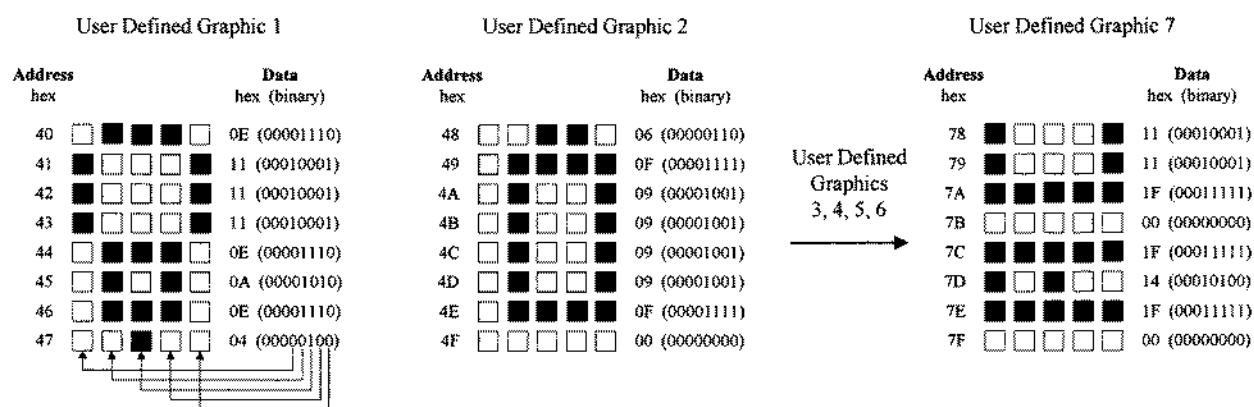 User Defined Graphic 1
Address Data
hex hex (binary)
40 0E (00001110)
41 11 (00010001)
42 11 (00010001)
43 11 (00010001)
44 0E (00001110)
45 0A (00001010)
46 0E (00001110)
47 04 (00000100)
User Defined Graphic 2
Address Data
hex hex (binary)
48 06 (00000110)
49 0F (00001111)
4A 09 (00001001)
4B 09 (00001001)
4C 09 (00001001)
4D 09 (00001001)
4E 0F (00001111)
4F 00 (00000000)
User Defined
Graphics
3, 4, 5, 6
User Defined Graphic 7
Address Data
hex hex (binary)
78 11 (00010001)
79 11 (00010001)
7A 1F (00011111)
7B 00 (00000000)
7C 1F (00011111)
7D 14 (00010100)
7E 1F (00011111)
7F 00 (00000000)